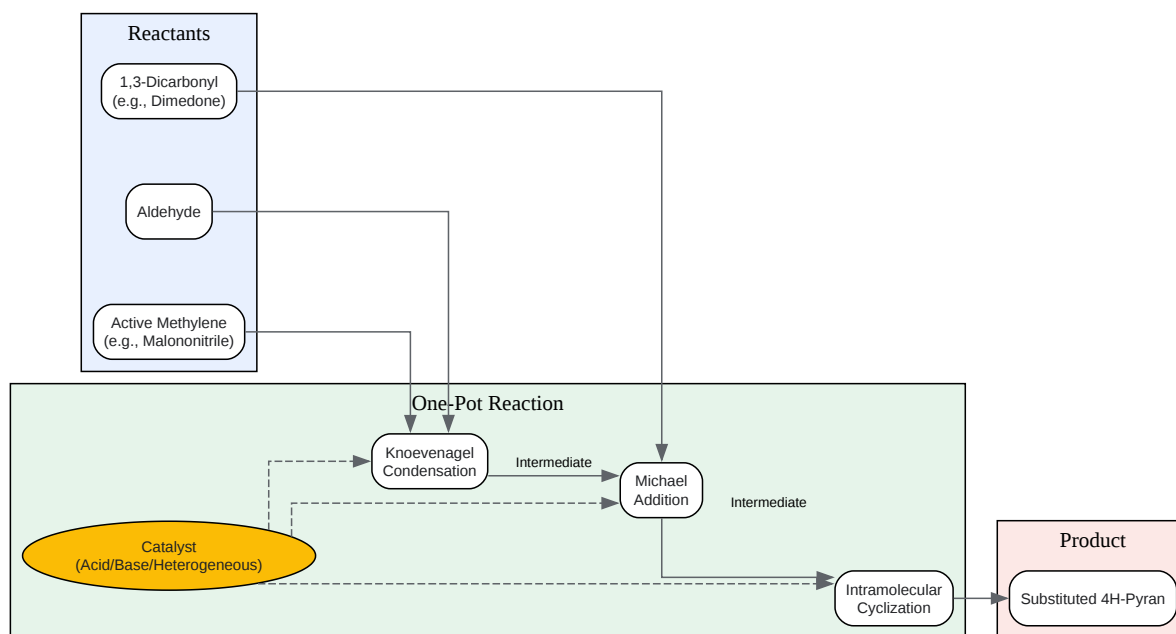 Reactants
1,3-Dicarbonyl
(e.g., Dimedone)
Aldehyde
Active Methylene
(e.g., Malononitrile)
One-Pot Reaction
Knoevenagel
Condensation
Intermediate
Michael
Addition
Intermediate
Catalyst
(Acid/Base/Heterogeneous)
Intramolecular
Cyclization
Product
Substituted 4H-Pyran